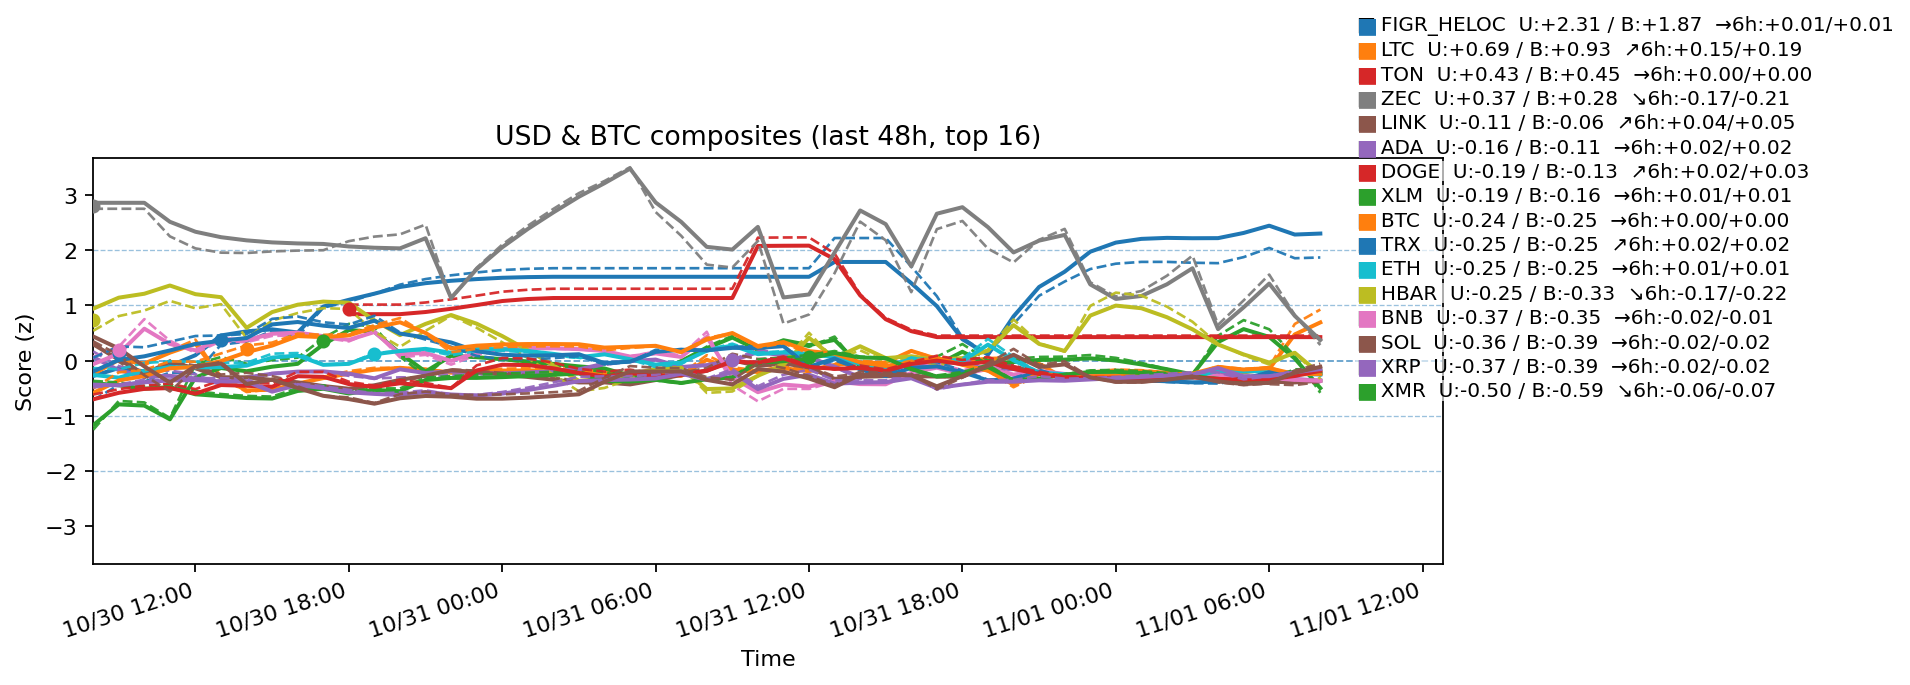 FIGR_HELOC U:+2.31 / B:+1.87 →6h:+0.01/+0.01
LTC U:+0.69 / B:+0.93 ↗6h:+0.15/+0.19
TON U:+0.43 / B:+0.45 →6h:+0.00/+0.00
ZEC U:+0.37 / B:+0.28 ↘6h:-0.17/-0.21
LINK U:-0.11 / B:-0.06 ↗6h:+0.04/+0.05
ADA U:-0.16 / B:-0.11 →6h:+0.02/+0.02
DOGE U:-0.19 / B:-0.13 ↗6h:+0.02/+0.03
XLM U:-0.19 / B:-0.16 →6h:+0.01/+0.01
BTC U:-0.24 / B:-0.25 →6h:+0.00/+0.00
TRX U:-0.25 / B:-0.25 ↗6h:+0.02/+0.02
ETH U:-0.25 / B:-0.25 →6h:+0.01/+0.01
HBAR U:-0.25 / B:-0.33 ↘6h:-0.17/-0.22
BNB U:-0.37 / B:-0.35 →6h:-0.02/-0.01
SOL U:-0.36 / B:-0.39 →6h:-0.02/-0.02
XRP U:-0.37 / B:-0.39 →6h:-0.02/-0.02
XMR U:-0.50 / B:-0.59 ↘6h:-0.06/-0.07
USD & BTC composites (last 48h, top 16)
Score (z)
3
2
1
0
−1
−2
−3
10/30 12:00
10/30 18:00
10/31 00:00
10/31 06:00
10/31 12:00
10/31 18:00
11/01 00:00
11/01 06:00
11/01 12:00
Time